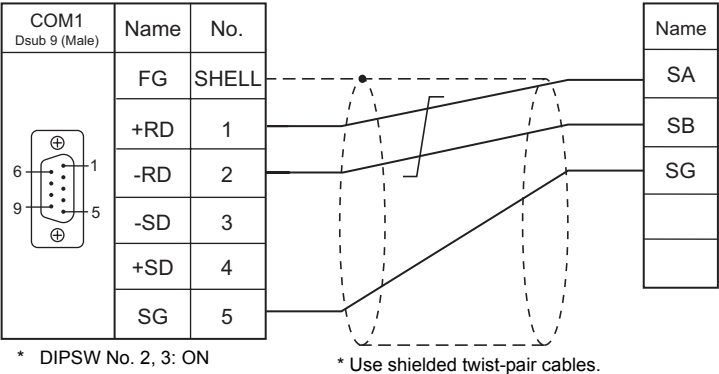 COM1
Dsub 9 (Male)
Name No.
Name
FG SHELL
SA
+RD 1
SB
-RD 2
SG
-SD 3
+SD 4
SG 5
6
1
9
5
* DIPSW No. 2, 3: ON
* Use shielded twist-pair cables.